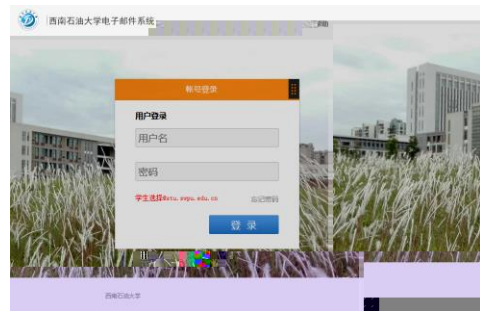 西南石油大学电子邮件系统
帐号登录
用户登录
用户名
密码
学生选择@stu.swpu.edu.cn 忘记密码
登 录
西南石油大学